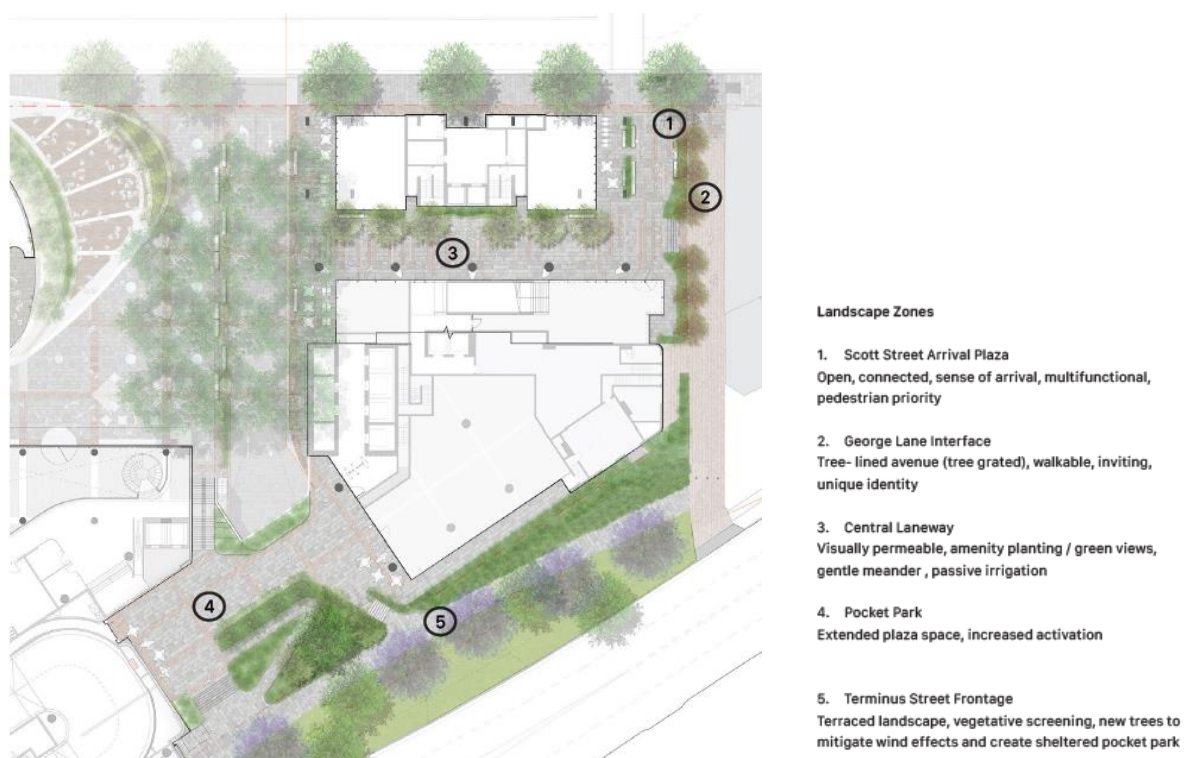 1
2
3
4
5
Landscape Zones
1. Scott Street Arrival Plaza
Open, connected, sense of arrival, multifunctional,
pedestrian priority
2. George Lane Interface
Tree- lined avenue (tree grated), walkable, inviting,
unique identity
3. Central Laneway
Visually permeable, amenity planting / green views,
gentle meander , passive irrigation
4. Pocket Park
Extended plaza space, increased activation
5. Terminus Street Frontage
Terraced landscape, vegetative screening, new trees to
mitigate wind effects and create sheltered pocket park